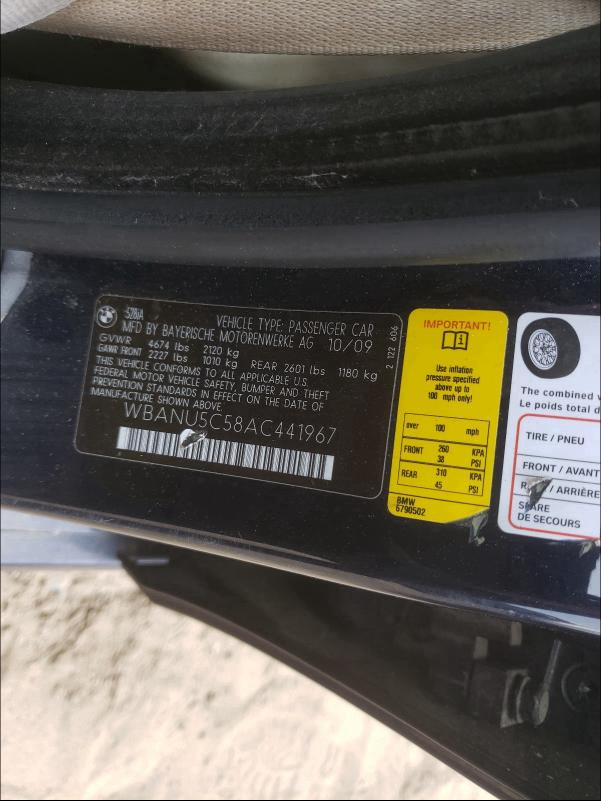 BMW
528iA
VEHICLE TYPE: PASSENGER CAR
MFD BY BAYERISCHE MOTORENWERKE AG 10/09
GVWR 4674 lbs 2120 kg
GAWR FRONT 2227 lbs 1010 kg REAR 2601 lbs 1180 kg
THIS VEHICLE CONFORMS TO ALL APPLICABLE U.S.
FEDERAL MOTOR VEHICLE SAFETY, BUMPER AND THEFT
PREVENTION STANDARDS IN EFFECT ON THE DATE OF
MANUFACTURE SHOWN ABOVE.
WBANU5C58AC441967
2 122 606
IMPORTANT!
Use inflation
pressure specified
above up to
100 mph only!
over 100 mph
FRONT 260 KPA
38 PSI
REAR 310 KPA
45 PSI
BMW
6790502
The combined w
Le poids total d
TIRE / PNEU
FRONT / AVANT
/ ARRIÈRE
SPARE
DE SECOURS